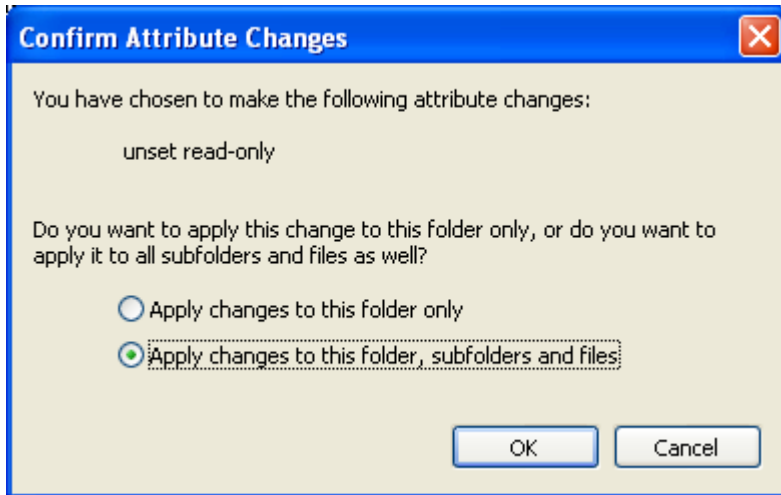 Confirm Attribute Changes
You have chosen to make the following attribute changes:
unset read-only
Do you want to apply this change to this folder only, or do you want to
apply it to all subfolders and files as well?
Apply changes to this folder only
Apply changes to this folder, subfolders and files
OK Cancel